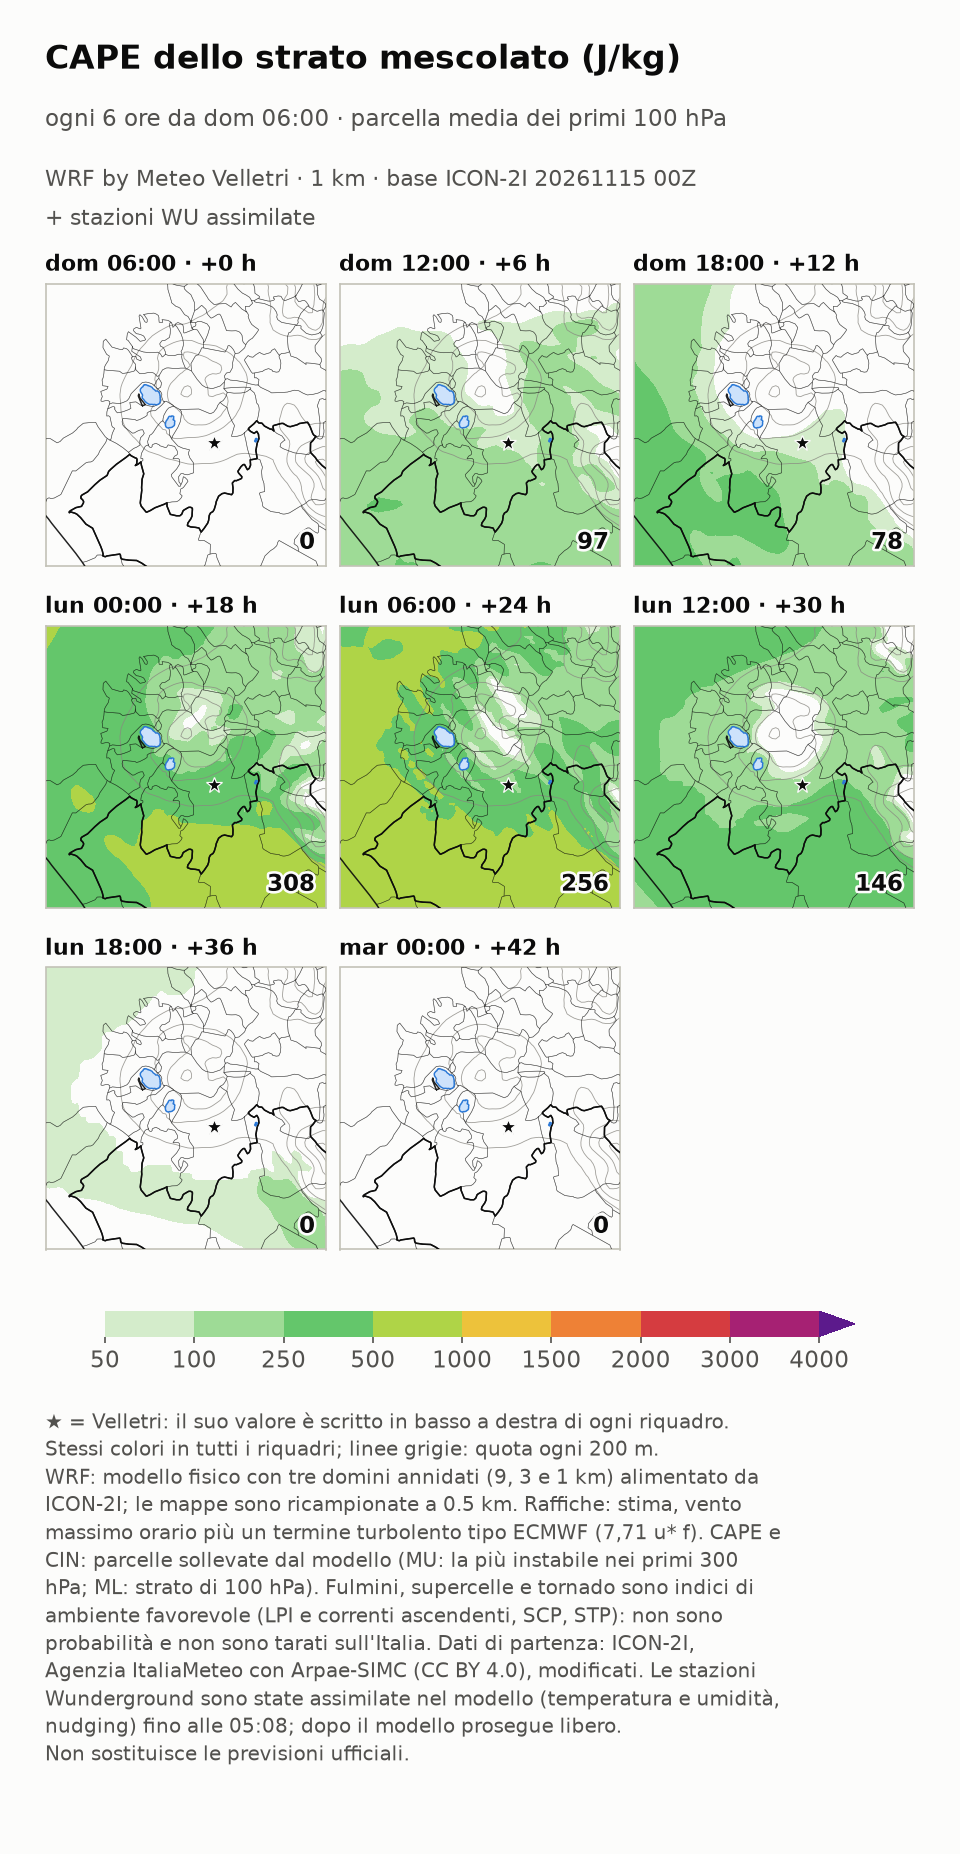 CAPE dello strato mescolato (J/kg)
ogni 6 ore da dom 06:00 · parcella media dei primi 100 hPa
WRF by Meteo Velletri · 1 km · base ICON-2I 20261115 00Z
+ stazioni WU assimilate
dom 06:00 · +0 h
dom 12:00 · +6 h
dom 18:00 · +12 h
0
97
78
lun 00:00 · +18 h
lun 06:00 · +24 h
lun 12:00 · +30 h
308
256
146
lun 18:00 · +36 h
mar 00:00 · +42 h
0
0
50 100 250 500 1000 1500 2000 3000 4000
★ = Velletri: il suo valore è scritto in basso a destra di ogni riquadro.
Stessi colori in tutti i riquadri; linee grigie: quota ogni 200 m.
WRF: modello fisico con tre domini annidati (9, 3 e 1 km) alimentato da
ICON-2I; le mappe sono ricampionate a 0.5 km. Raffiche: stima, vento
massimo orario più un termine turbolento tipo ECMWF (7,71 u* f). CAPE e
CIN: parcelle sollevate dal modello (MU: la più instabile nei primi 300
hPa; ML: strato di 100 hPa). Fulmini, supercelle e tornado sono indici di
ambiente favorevole (LPI e correnti ascendenti, SCP, STP): non sono
probabilità e non sono tarati sull'Italia. Dati di partenza: ICON-2I,
Agenzia ItaliaMeteo con Arpae-SIMC (CC BY 4.0), modificati. Le stazioni
Wunderground sono state assimilate nel modello (temperatura e umidità,
nudging) fino alle 05:08; dopo il modello prosegue libero.
Non sostituisce le previsioni ufficiali.